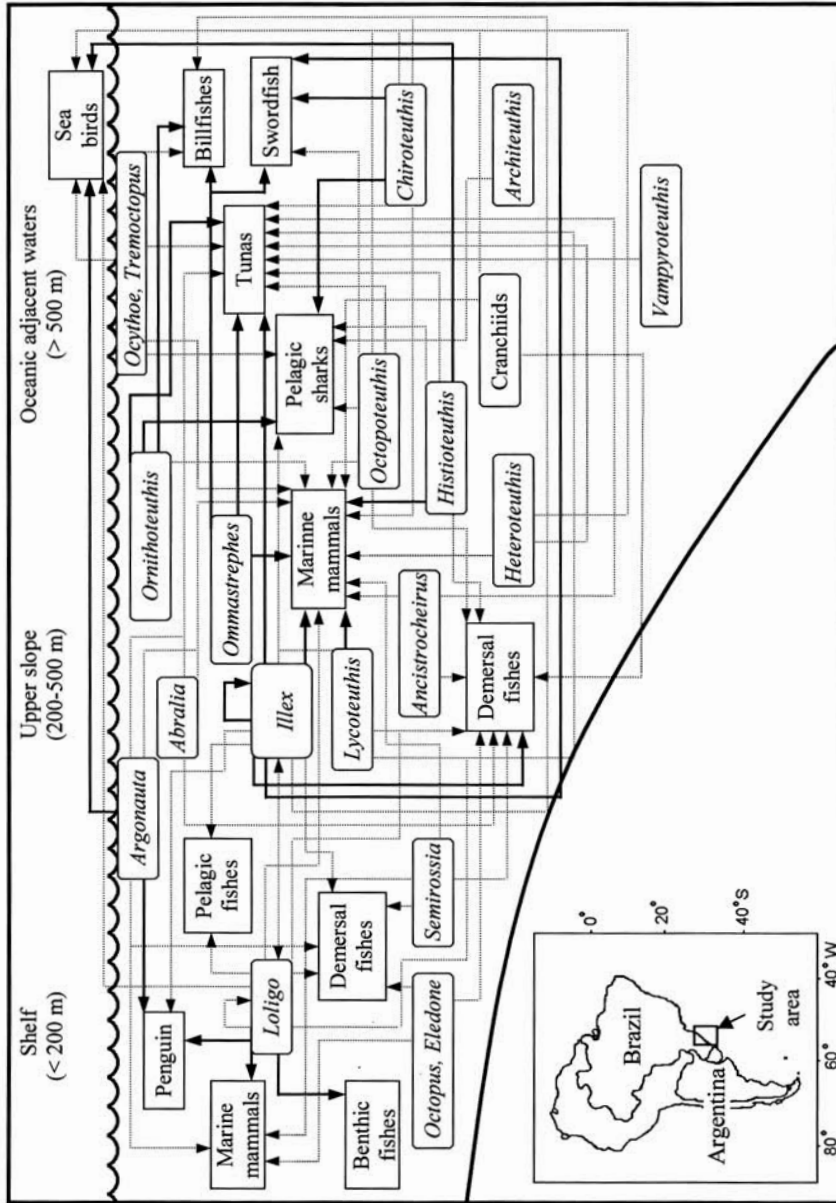 Shelf
(< 200 m)
Upper slope
(200-500 m)
Oceanic adjacent waters
(> 500 m)
Sea
birds
Penguin
Argonauta
Abralia
Ornithoteuthis
Ocythoe, Tremoctopus
Billfishes
Marine
mammals
Loligo
Pelagic
fishes
Illex
Ommastrephes
Tunas
Swordfish
Benthic
fishes
Demersal
fishes
Lycoteuthis
Marinne
mammals
Pelagic
sharks
Octopoteuthis
Chiroteuthis
Octopus, Eledone
Semirossia
Ancistrocheirus
Demersal
fishes
Heteroteuthis
Histioteuthis
Cranchiids
Architeuthis
Vampyroteuthis
Brazil
Argentina
Study
area
0°
20°
40°S
80°
60°
40°W